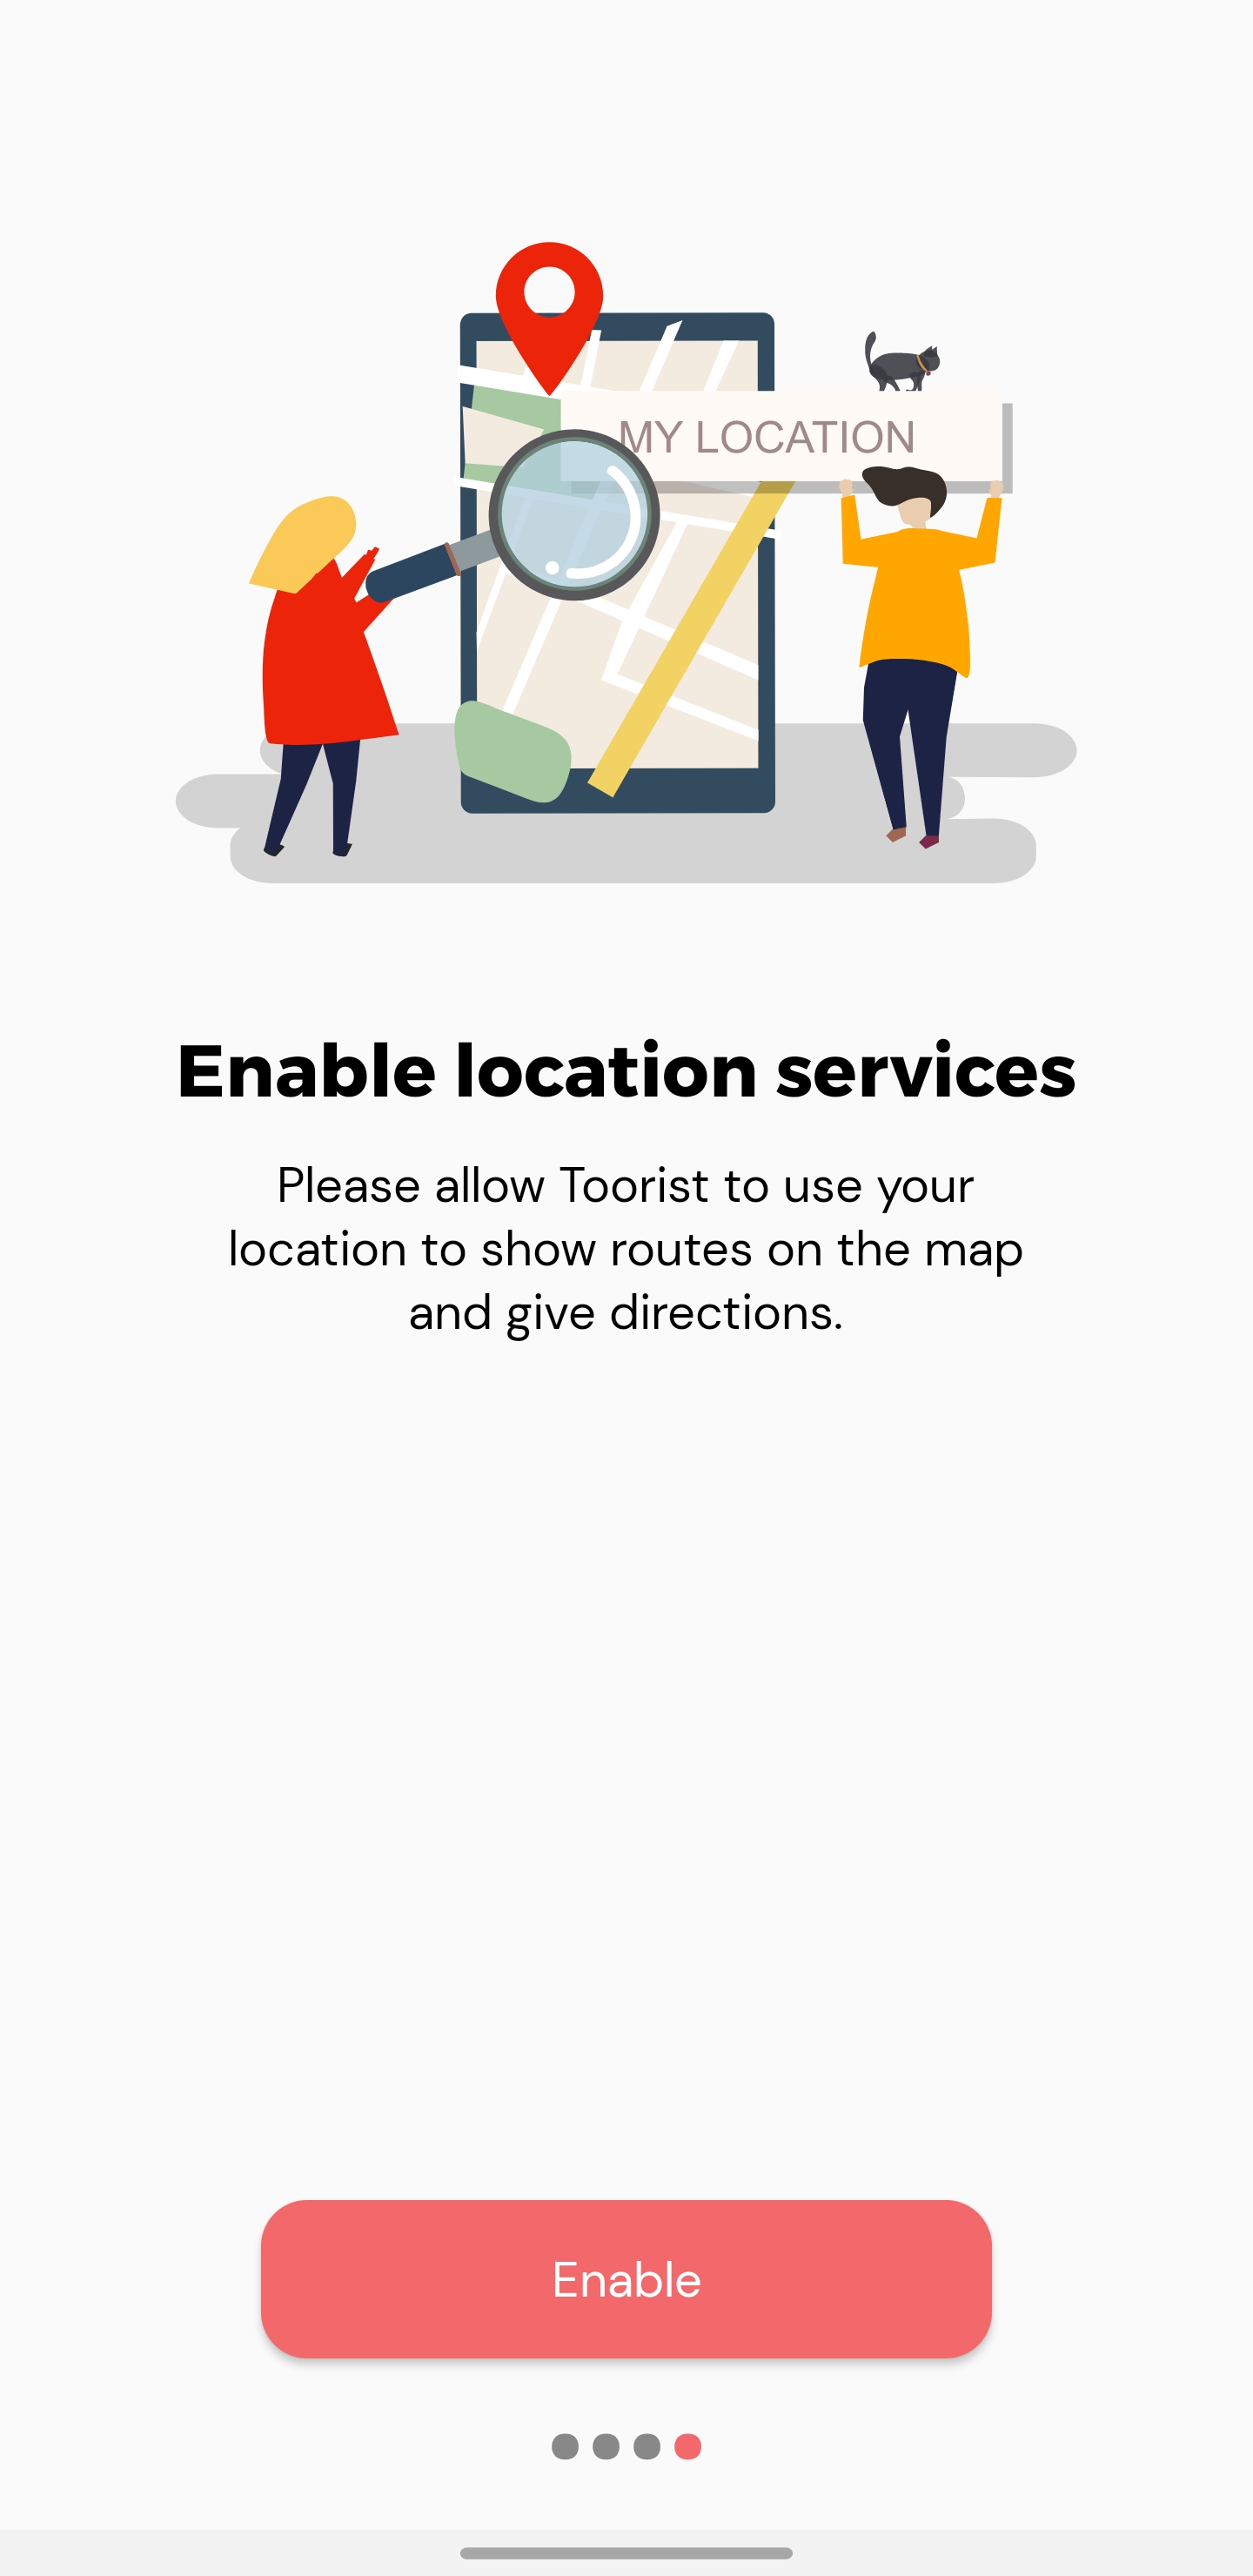 MY LOCATION
Enable location services
Please allow Toorist to use your
location to show routes on the map
and give directions.
Enable